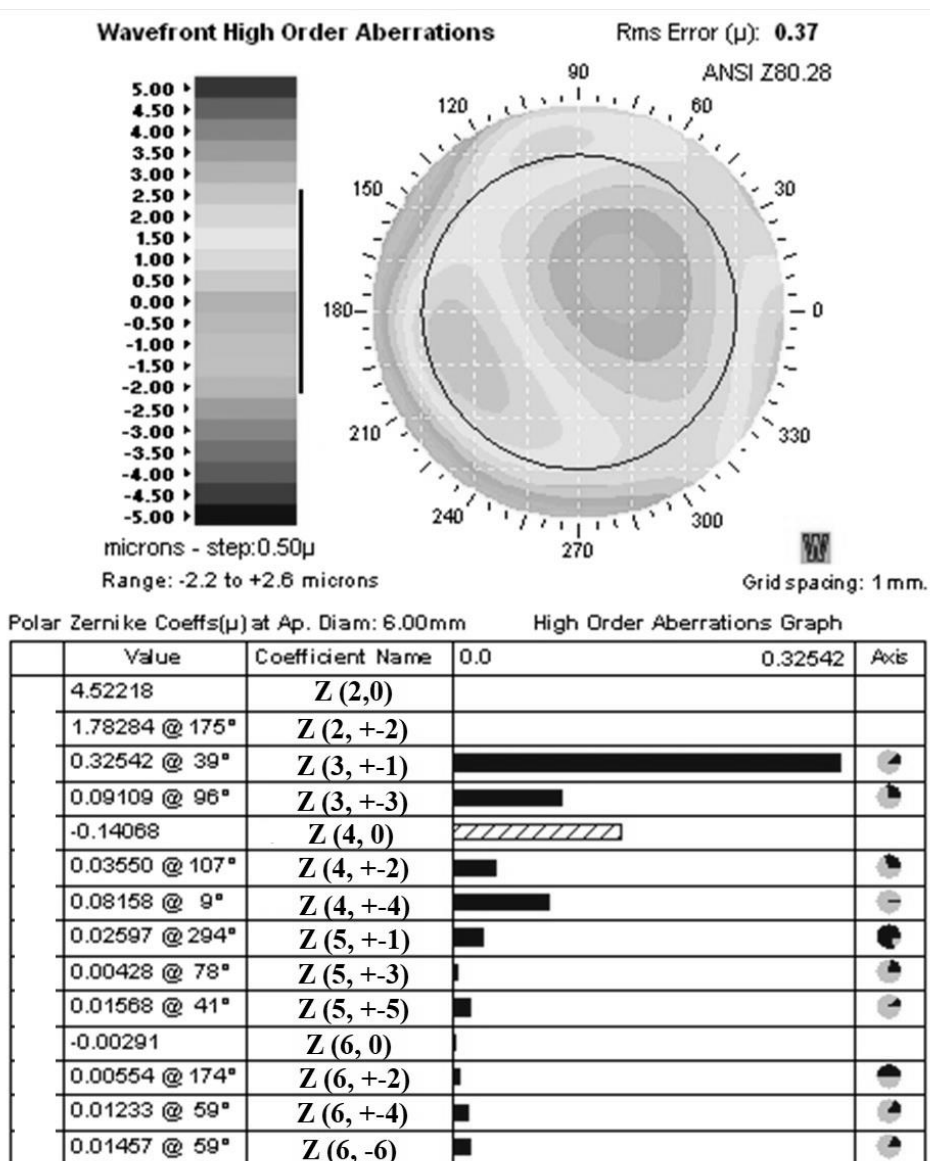 Wavefront High Order Aberrations
Rms Error (µ): 0.37
ANSI Z80.28
5.00
4.50
4.00
3.50
3.00
2.50
2.00
1.50
1.00
0.50
0.00
-0.50
-1.00
-1.50
-2.00
-2.50
-3.00
-3.50
-4.00
-4.50
-5.00
90
120
60
150
30
180
0
210
330
240
300
270
microns - step:0.50µ
Range: -2.2 to +2.6 microns
W
Grid spacing: 1 mm.
Polar Zernike Coeffs(µ) at Ap. Diam: 6.00mm
High Order Aberrations Graph
Value Coefficient Name 0.0 0.32542 Axis
4.52218 Z (2,0)
1.78284 @ 175° Z (2, +-2)
0.32542 @ 39° Z (3, +-1)
0.09109 @ 96° Z (3, +-3)
-0.14068 Z (4, 0)
0.03550 @ 107° Z (4, +-2)
0.08158 @ 9° Z (4, +-4)
0.02597 @ 294° Z (5, +-1)
0.00428 @ 78° Z (5, +-3)
0.01568 @ 41° Z (5, +-5)
-0.00291 Z (6, 0)
0.00554 @ 174° Z (6, +-2)
0.01233 @ 59° Z (6, +-4)
0.01457 @ 59° Z (6, -6)